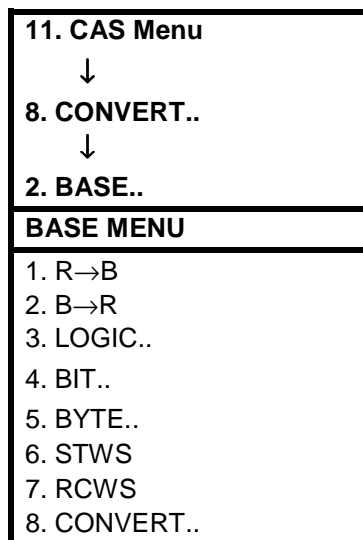 11. CAS Menu
↓
8. CONVERT..
↓
2. BASE..
BASE MENU
1. R→B
2. B→R
3. LOGIC..
4. BIT..
5. BYTE..
6. STWS
7. RCWS
8. CONVERT..